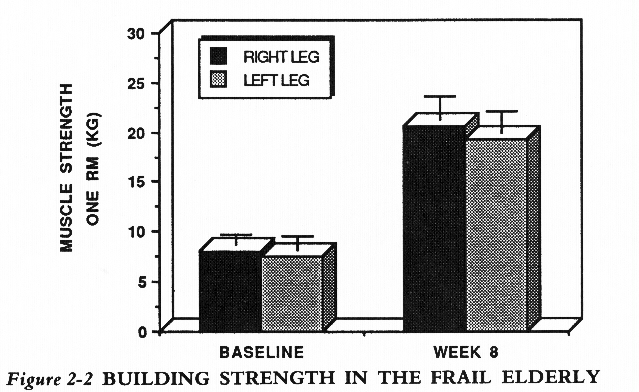 30
25
20
15
10
5
0
MUSCLE STRENGTH
ONE RM (KG)
RIGHT LEG
LEFT LEG
BASELINE WEEK 8
Figure 2-2 BUILDING STRENGTH IN THE FRAIL ELDERLY